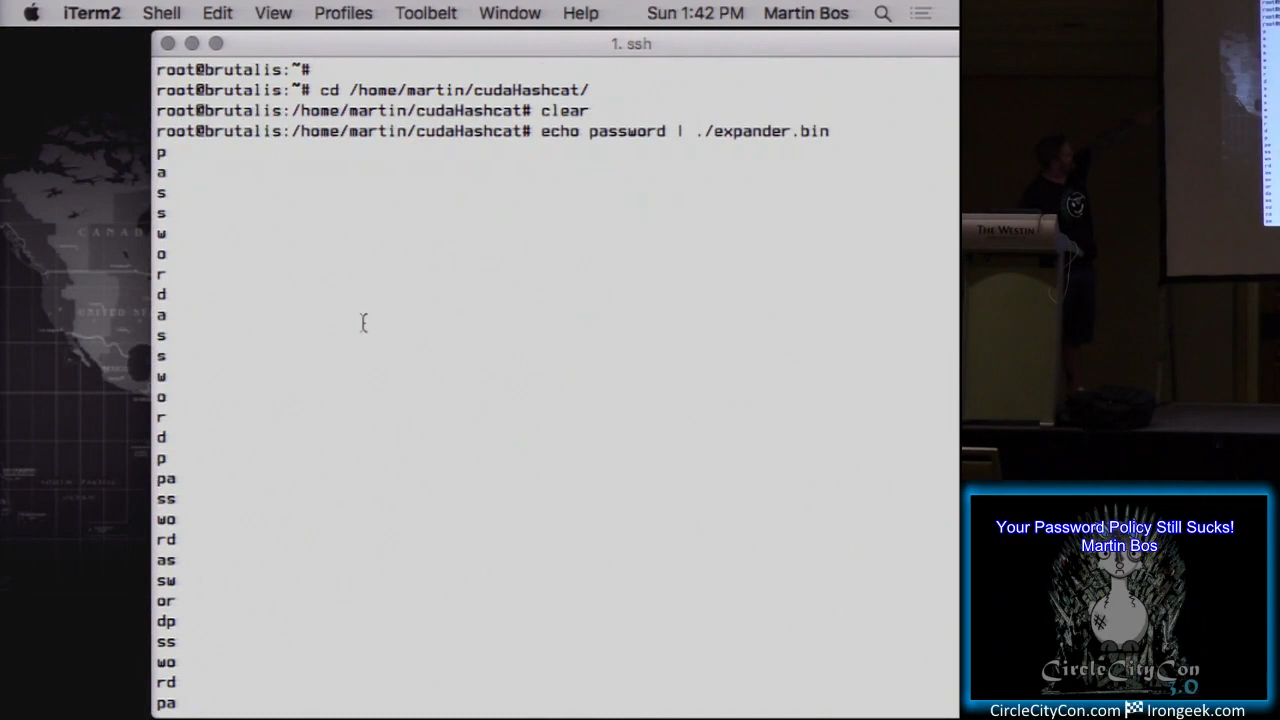 iTerm2 Shell Edit View Profiles Toolbelt Window Help Sun 1:42 PM Martin Bos
1. ssh
root@brutalis:~#
root@brutalis:~# cd /home/martin/cudaHashcat/
root@brutalis:/home/martin/cudaHashcat# clear
root@brutalis:/home/martin/cudaHashcat# echo password | ./expander.bin
p
a
s
s
w
o
r
d
a
s
s
w
o
r
d
p
pa
ss
wo
rd
as
sw
or
dp
ss
wo
rd
pa
CANADA
THE WESTIN
Your Password Policy Still Sucks!
Martin Bos
CircleCityCon
3.0
CircleCityCon.com Irongeek.com